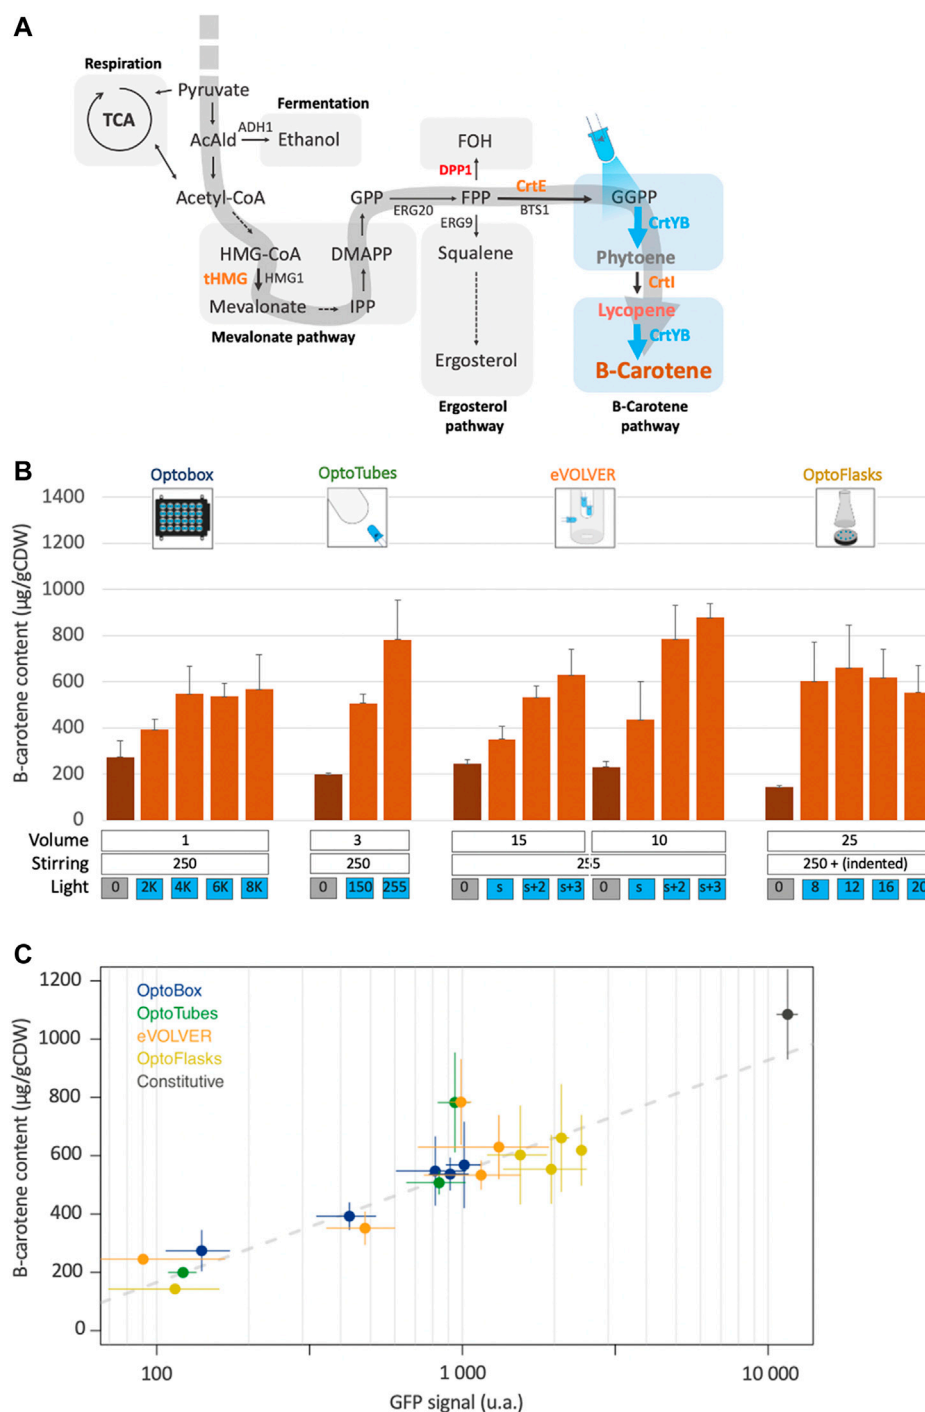 A
Respiration
Pyruvate
Fermentation
TCA
ADH1
AcAld
Ethanol
FOH
DPP1
CrtE
Acetyl-CoA
GPP
FPP
GGPP
ERG20
BTS1
ERG9
CrtYB
HMG-CoA
DMAPP
Squalene
Phytoene
tHMG
HMG1
CrtI
Mevalonate
IPP
Lycopene
Mevalonate pathway
CrtYB
Ergosterol
B-Carotene
Ergosterol
pathway
B-Carotene
pathway
B
Optobox
OptoTubes
eVOLVER
OptoFlasks
B-carotene content (µg/gCDW)
1400
1200
1000
800
600
400
200
0
Volume 1 3 15 10 25
Stirring 250 250 25 5 250 + (indented)
Light 0 2K 4K 6K 8K 0 150 255 0 s s+2 s+3 0 s s+2 s+3 0 8 12 16 20
C
B-carotene content (µg/gCDW)
1200
1000
800
600
400
200
0
OptoBox
OptoTubes
eVOLVER
OptoFlasks
Constitutive
100 1 000 10 000
GFP signal (u.a.)